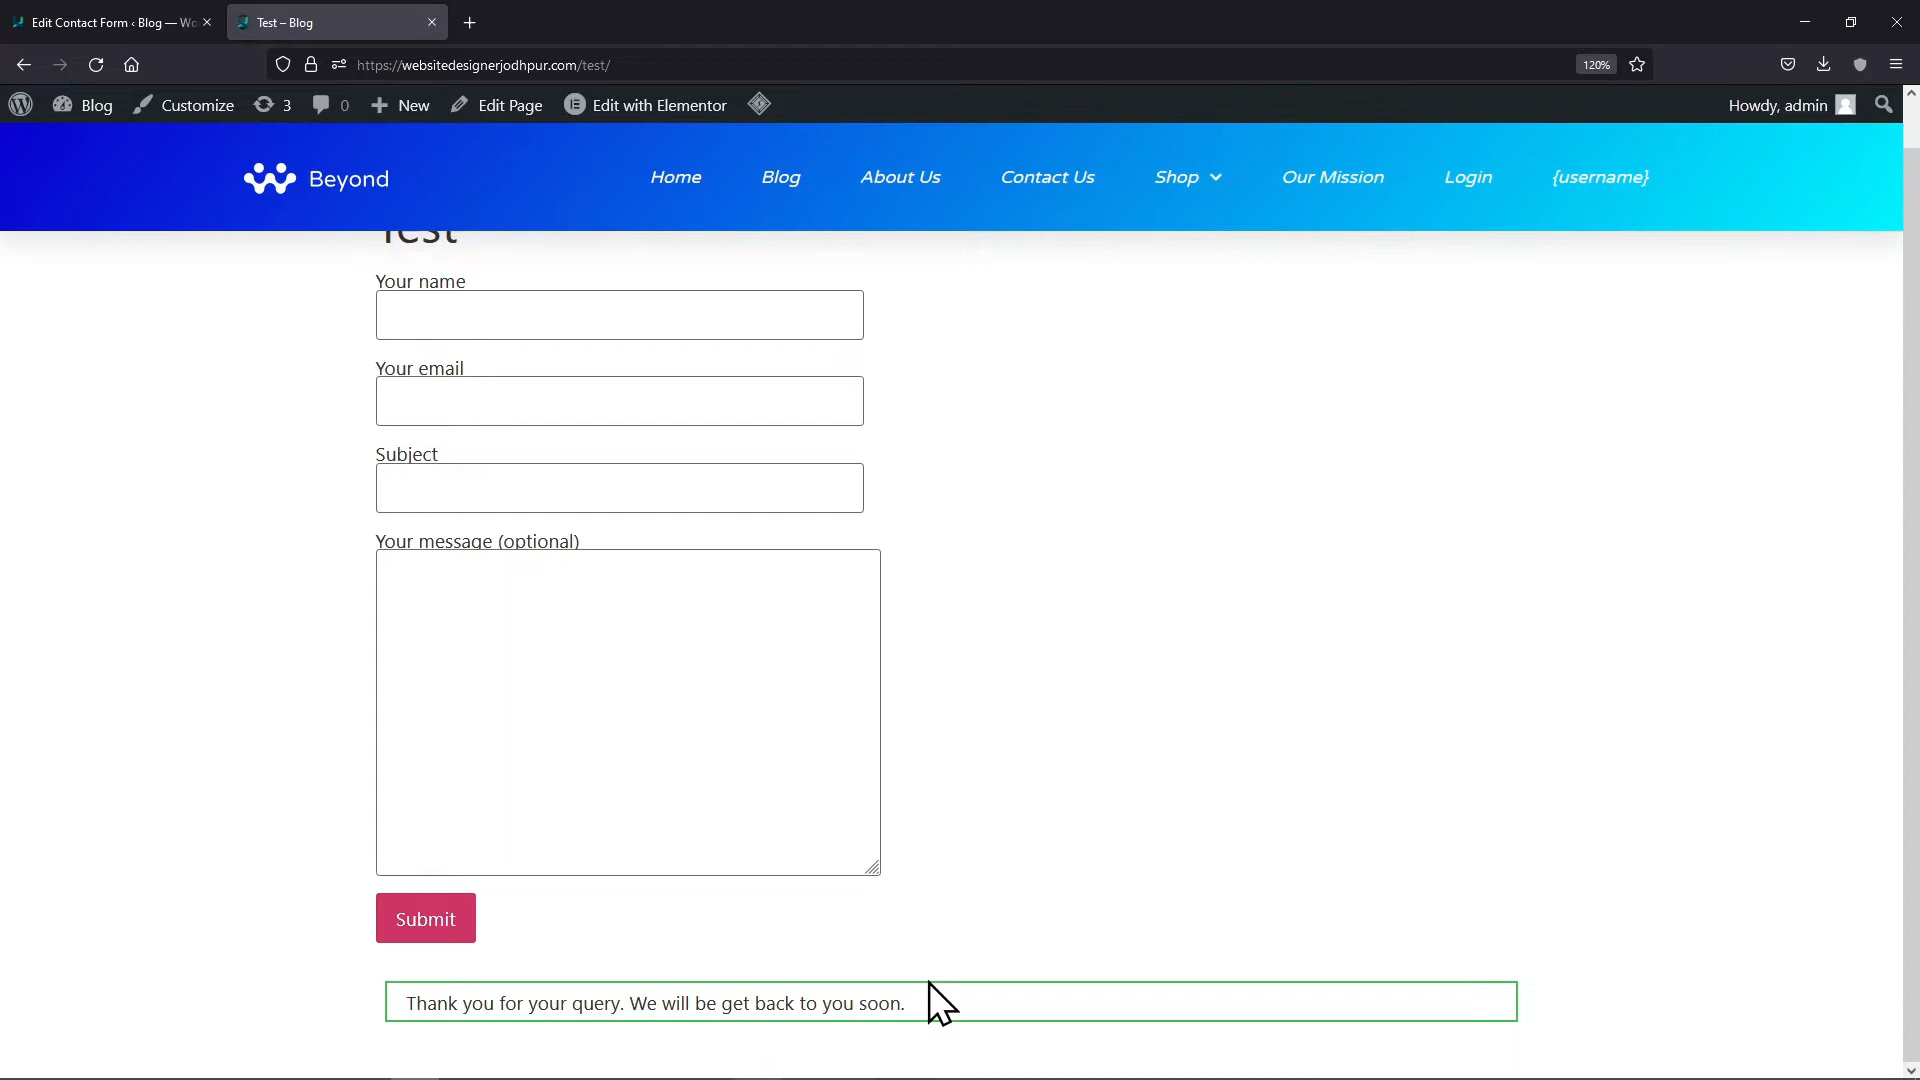 Edit Contact Form ‹ Blog — Wo
Test – Blog
https://websitedesignerjodhpur.com/test/
120%
Blog
Customize
3
0
New
Edit Page
Edit with Elementor
Howdy, admin
Beyond
Home
Blog
About Us
Contact Us
Shop
Our Mission
Login
{username}
Test
Your name
Your email
Subject
Your message (optional)
Submit
Thank you for your query. We will be get back to you soon.